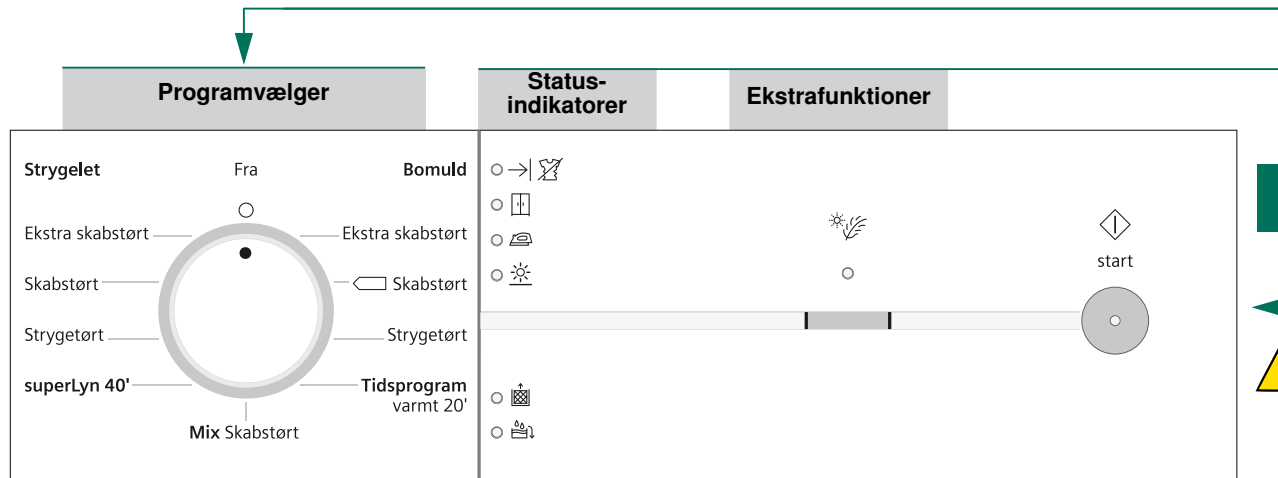 Programvælger
Status-
indikatorer
Ekstrafunktioner
Strygelet
Fra
Bomuld
Ekstra skabstørt
Ekstra skabstørt
Skabstørt
Skabstørt
Strygetørt
Strygetørt
superLyn 40'
Tidsprogram
varmt 20'
Mix Skabstørt
start